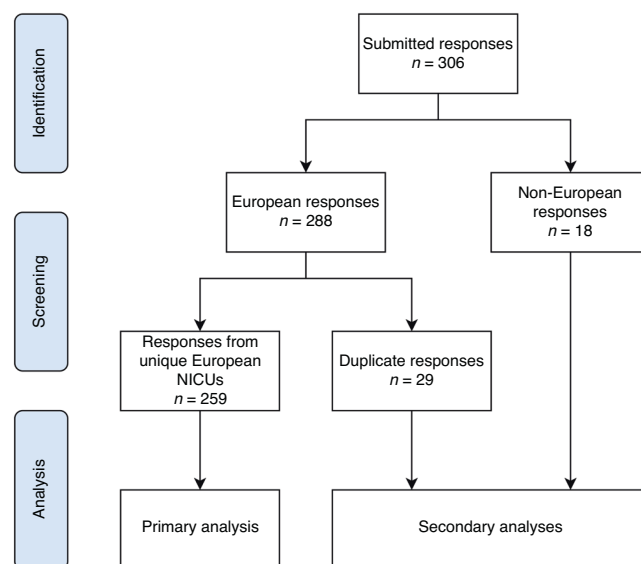 Identification
Submitted responses
n = 306
European responses
n = 288
Non-European
responses
n = 18
Screening
Responses from
unique European
NICUs
n = 259
Duplicate responses
n = 29
Analysis
Primary analysis
Secondary analyses